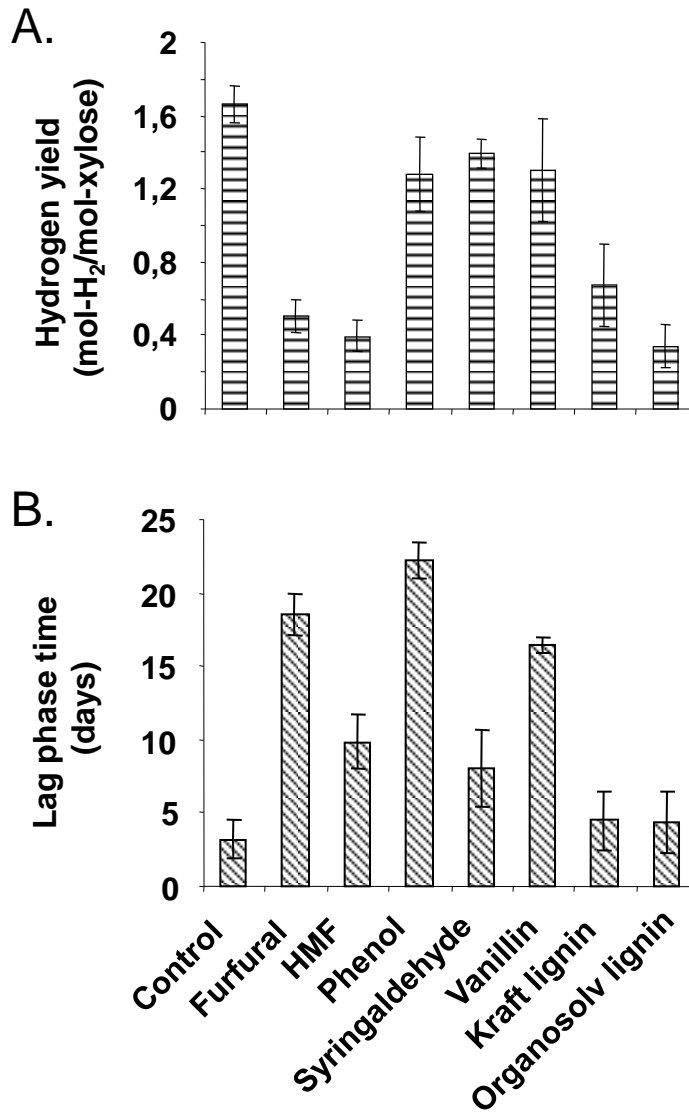 A.
Hydrogen yield
(mol-H₂/mol-xylose)
2
1,6
1,2
0,8
0,4
0
B.
Lag phase time
(days)
25
20
15
10
5
0
Control
Furfural
HMF
Phenol
Syringaldehyde
Vanillin
Kraft lignin
Organosolv lignin